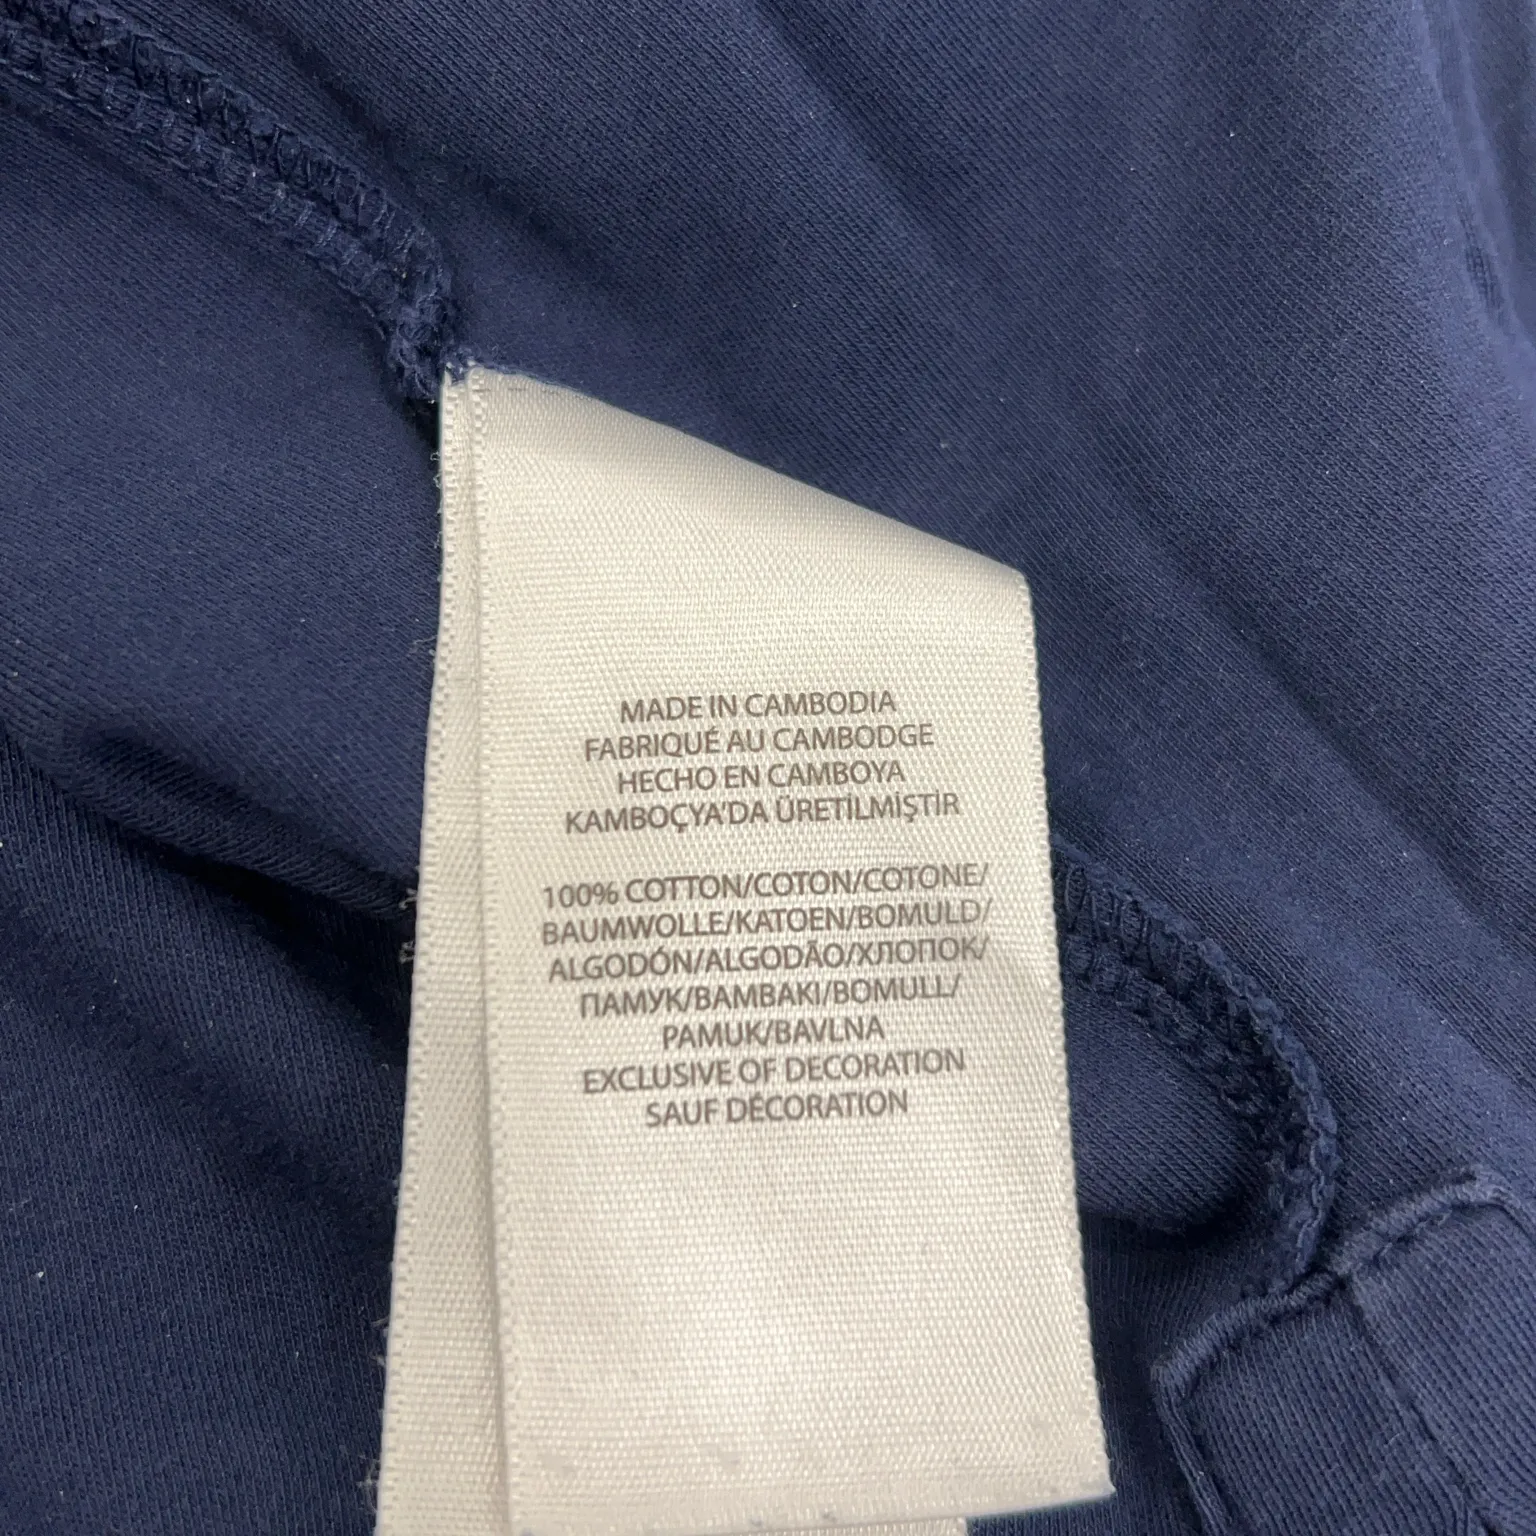 MADE IN CAMBODIA
FABRIQUÉ AU CAMBODGE
HECHO EN CAMBOYA
KAMBOÇYA'DA ÜRETİLMİŞTİR
100% COTTON/COTON/COTONE/
BAUMWOLLE/KATOEN/BOMULD/
ALGODÓN/ALGODÃO/ХЛОПОК/
ПАМУК/ΒΑΜΒΑΚΙ/BOMULL/
PAMUK/BAVLNA
EXCLUSIVE OF DECORATION
SAUF DÉCORATION